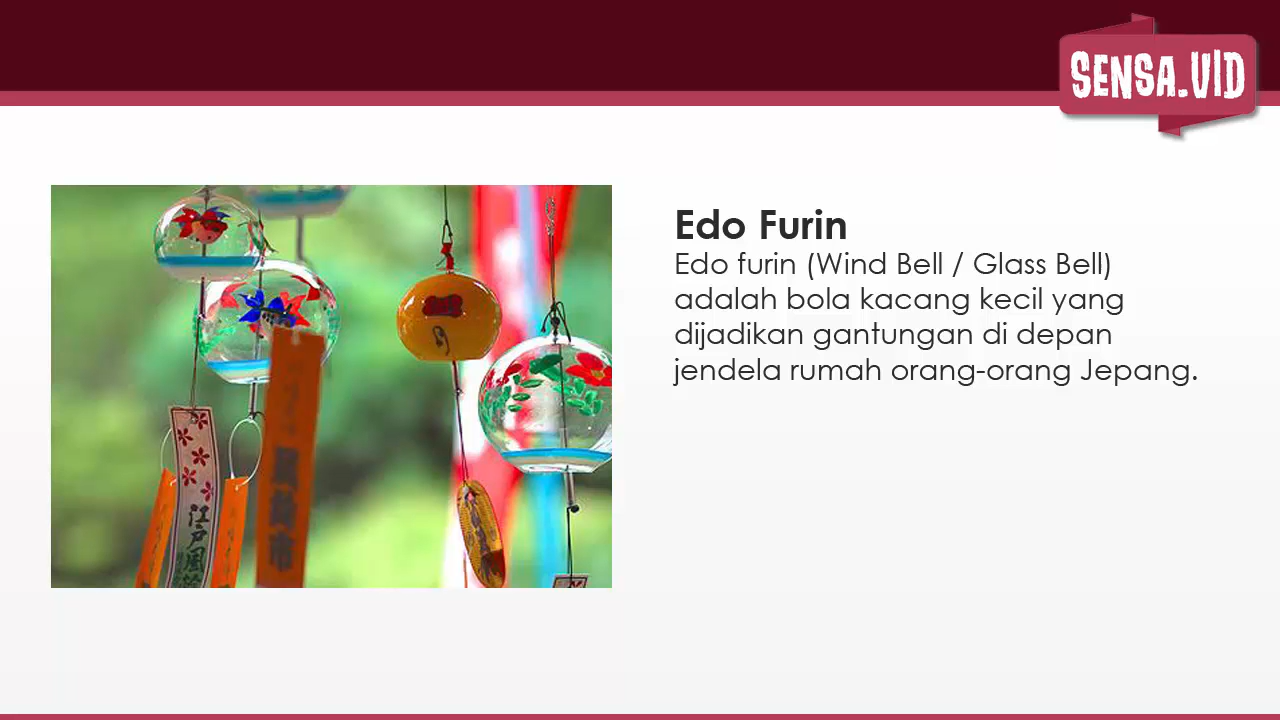 SENSA.VID
Edo Furin
Edo furin (Wind Bell / Glass Bell)
adalah bola kacang kecil yang
dijadikan gantungan di depan
jendela rumah orang-orang Jepang.
江戸風